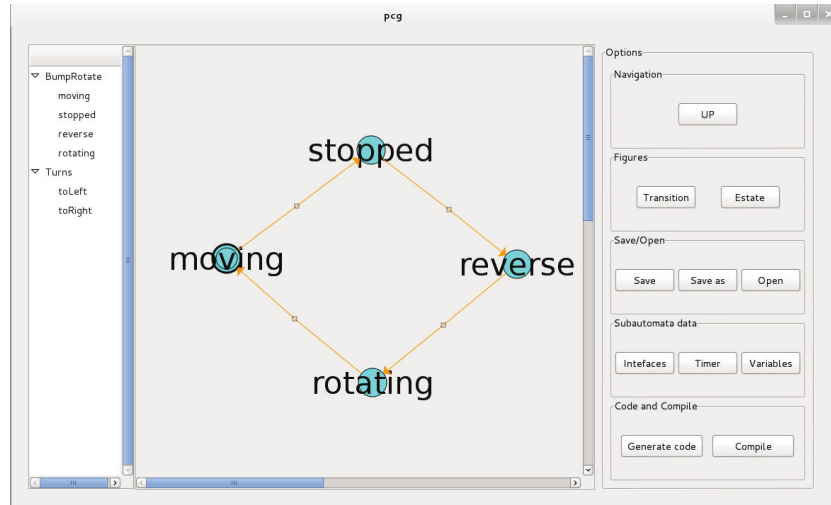 pcg
BumpRotate
moving
stopped
reverse
rotating
Turns
toLeft
toRight
stopped
moving
reverse
rotating
Options
Navigation
UP
Figures
Transition Estate
Save/Open
Save Save as Open
Subautomata data
Intefaces Timer Variables
Code and Compile
Generate code Compile